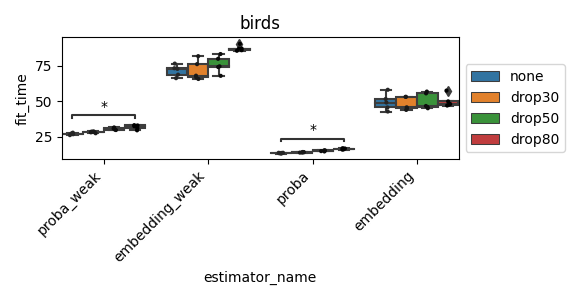 birds
fit_time
75
50
25
*
*
proba_weak
embedding_weak
proba
embedding
estimator_name
none
drop30
drop50
drop80